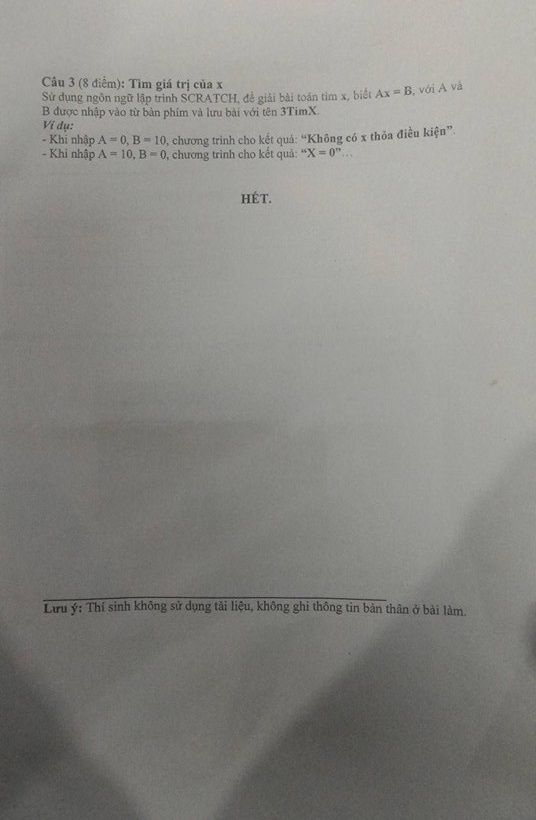 Câu 3 (8 điểm): Tìm giá trị của x
Sử dụng ngôn ngữ lập trình SCRATCH, để giải bài toán tìm x, biết Ax = B, với A và
B được nhập vào từ bàn phím và lưu bài với tên 3TimX.
Ví dụ:
- Khi nhập A = 0, B = 10, chương trình cho kết quả: “Không có x thỏa điều kiện”.
- Khi nhập A = 10, B = 0, chương trình cho kết quả: “X = 0”…
HẾT.
Lưu ý: Thí sinh không sử dụng tài liệu, không ghi thông tin bản thân ở bài làm.